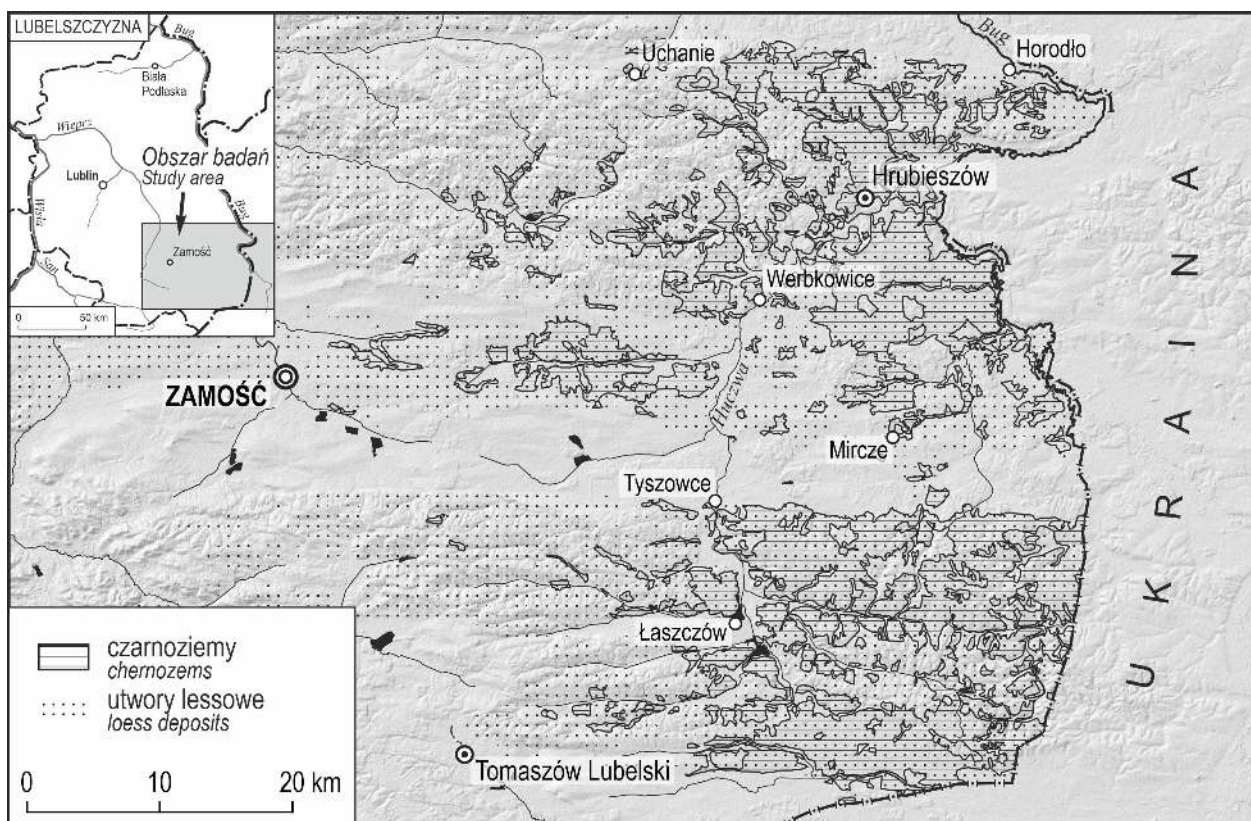 LUBELSZCZYZNA
Bug
Biała
Podlaska
Wieprz
Obszar badań
Study area
Lublin
Wisła
Bug
Zamość
San
0 50 km
Bug
Uchanie
Horodło
Hrubieszów
Werbkowice
ZAMOŚĆ
Huczwa
Mircze
Tyszowce
Łaszczów
Tomaszów Lubelski
UKRAINA
czarnoziemy
chernozems
utwory lessowe
loess deposits
0 10 20 km